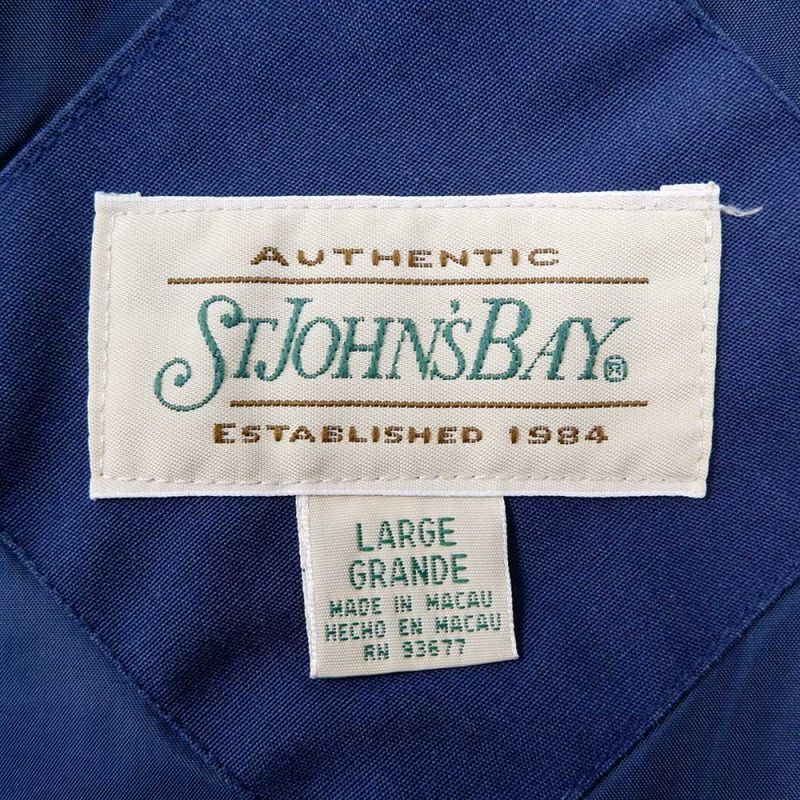 AUTHENTIC
ST JOHN'S BAY®
ESTABLISHED 1984
LARGE
GRANDE
MADE IN MACAU
HECHO EN MACAU
RN 93677